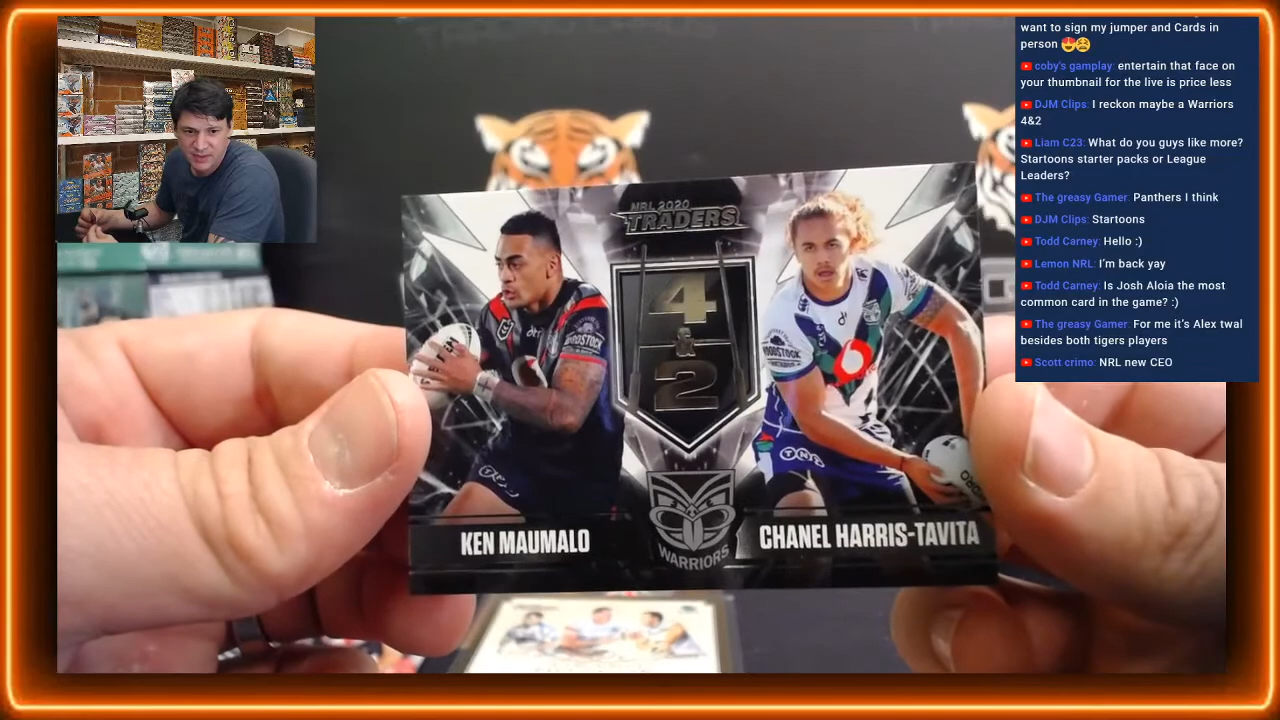 want to sign my jumper and Cards in
person 😍😫
coby's gamplay: entertain that face on
your thumbnail for the live is price less
DJM Clips: I reckon maybe a Warriors
4&2
Liam C23: What do you guys like more?
Startoons starter packs or League
Leaders?
The greasy Gamer: Panthers I think
DJM Clips: Startoons
Todd Carney: Hello :)
Lemon NRL: I'm back yay
Todd Carney: Is Josh Aloia the most
common card in the game? :)
The greasy Gamer: For me it's Alex twal
besides both tigers players
Scott crimo: NRL new CEO
NRL 2020
TRADERS
4
&
2
WOODSTOCK
WOODSTOCK
KEN MAUMALO
WARRIORS
CHANEL HARRIS-TAVITA